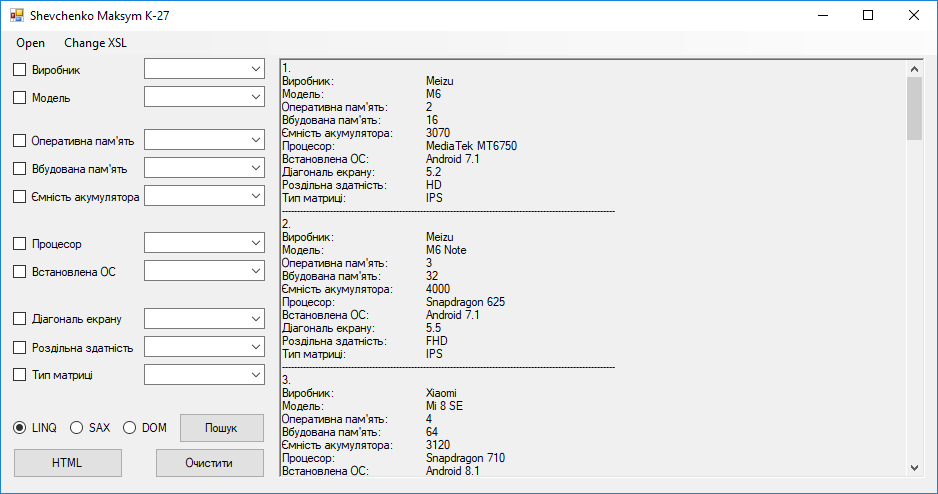 Shevchenko Maksym K-27
Open Change XSL
Виробник
Модель
Оперативна пам'ять
Вбудована пам'ять
Ємність акумулятора
Процесор
Встановлена ОС
Діагональ екрану
Роздільна здатність
Тип матриці
LINQ SAX DOM Пошук
HTML Очистити
1.
Виробник: Meizu
Модель: M6
Оперативна пам'ять: 2
Вбудована пам'ять: 16
Ємність акумулятора: 3070
Процесор: MediaTek MT6750
Встановлена ОС: Android 7.1
Діагональ екрану: 5.2
Роздільна здатність: HD
Тип матриці: IPS
2.
Виробник: Meizu
Модель: M6 Note
Оперативна пам'ять: 3
Вбудована пам'ять: 32
Ємність акумулятора: 4000
Процесор: Snapdragon 625
Встановлена ОС: Android 7.1
Діагональ екрану: 5.5
Роздільна здатність: FHD
Тип матриці: IPS
3.
Виробник: Xiaomi
Модель: Mi 8 SE
Оперативна пам'ять: 4
Вбудована пам'ять: 64
Ємність акумулятора: 3120
Процесор: Snapdragon 710
Встановлена ОС: Android 8.1